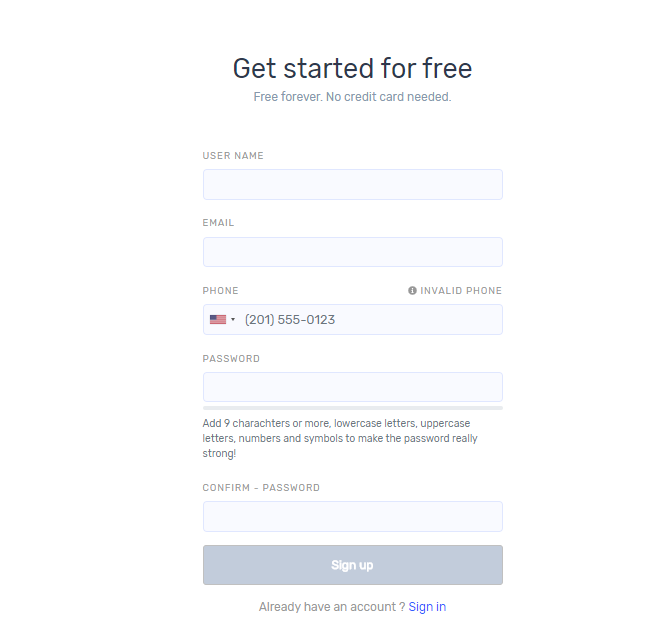 Get started for free
Free forever. No credit card needed.
USER NAME
EMAIL
PHONE INVALID PHONE
(201) 555-0123
PASSWORD
Add 9 charachters or more, lowercase letters, uppercase
letters, numbers and symbols to make the password really
strong!
CONFIRM - PASSWORD
Sign up
Already have an account ? Sign in